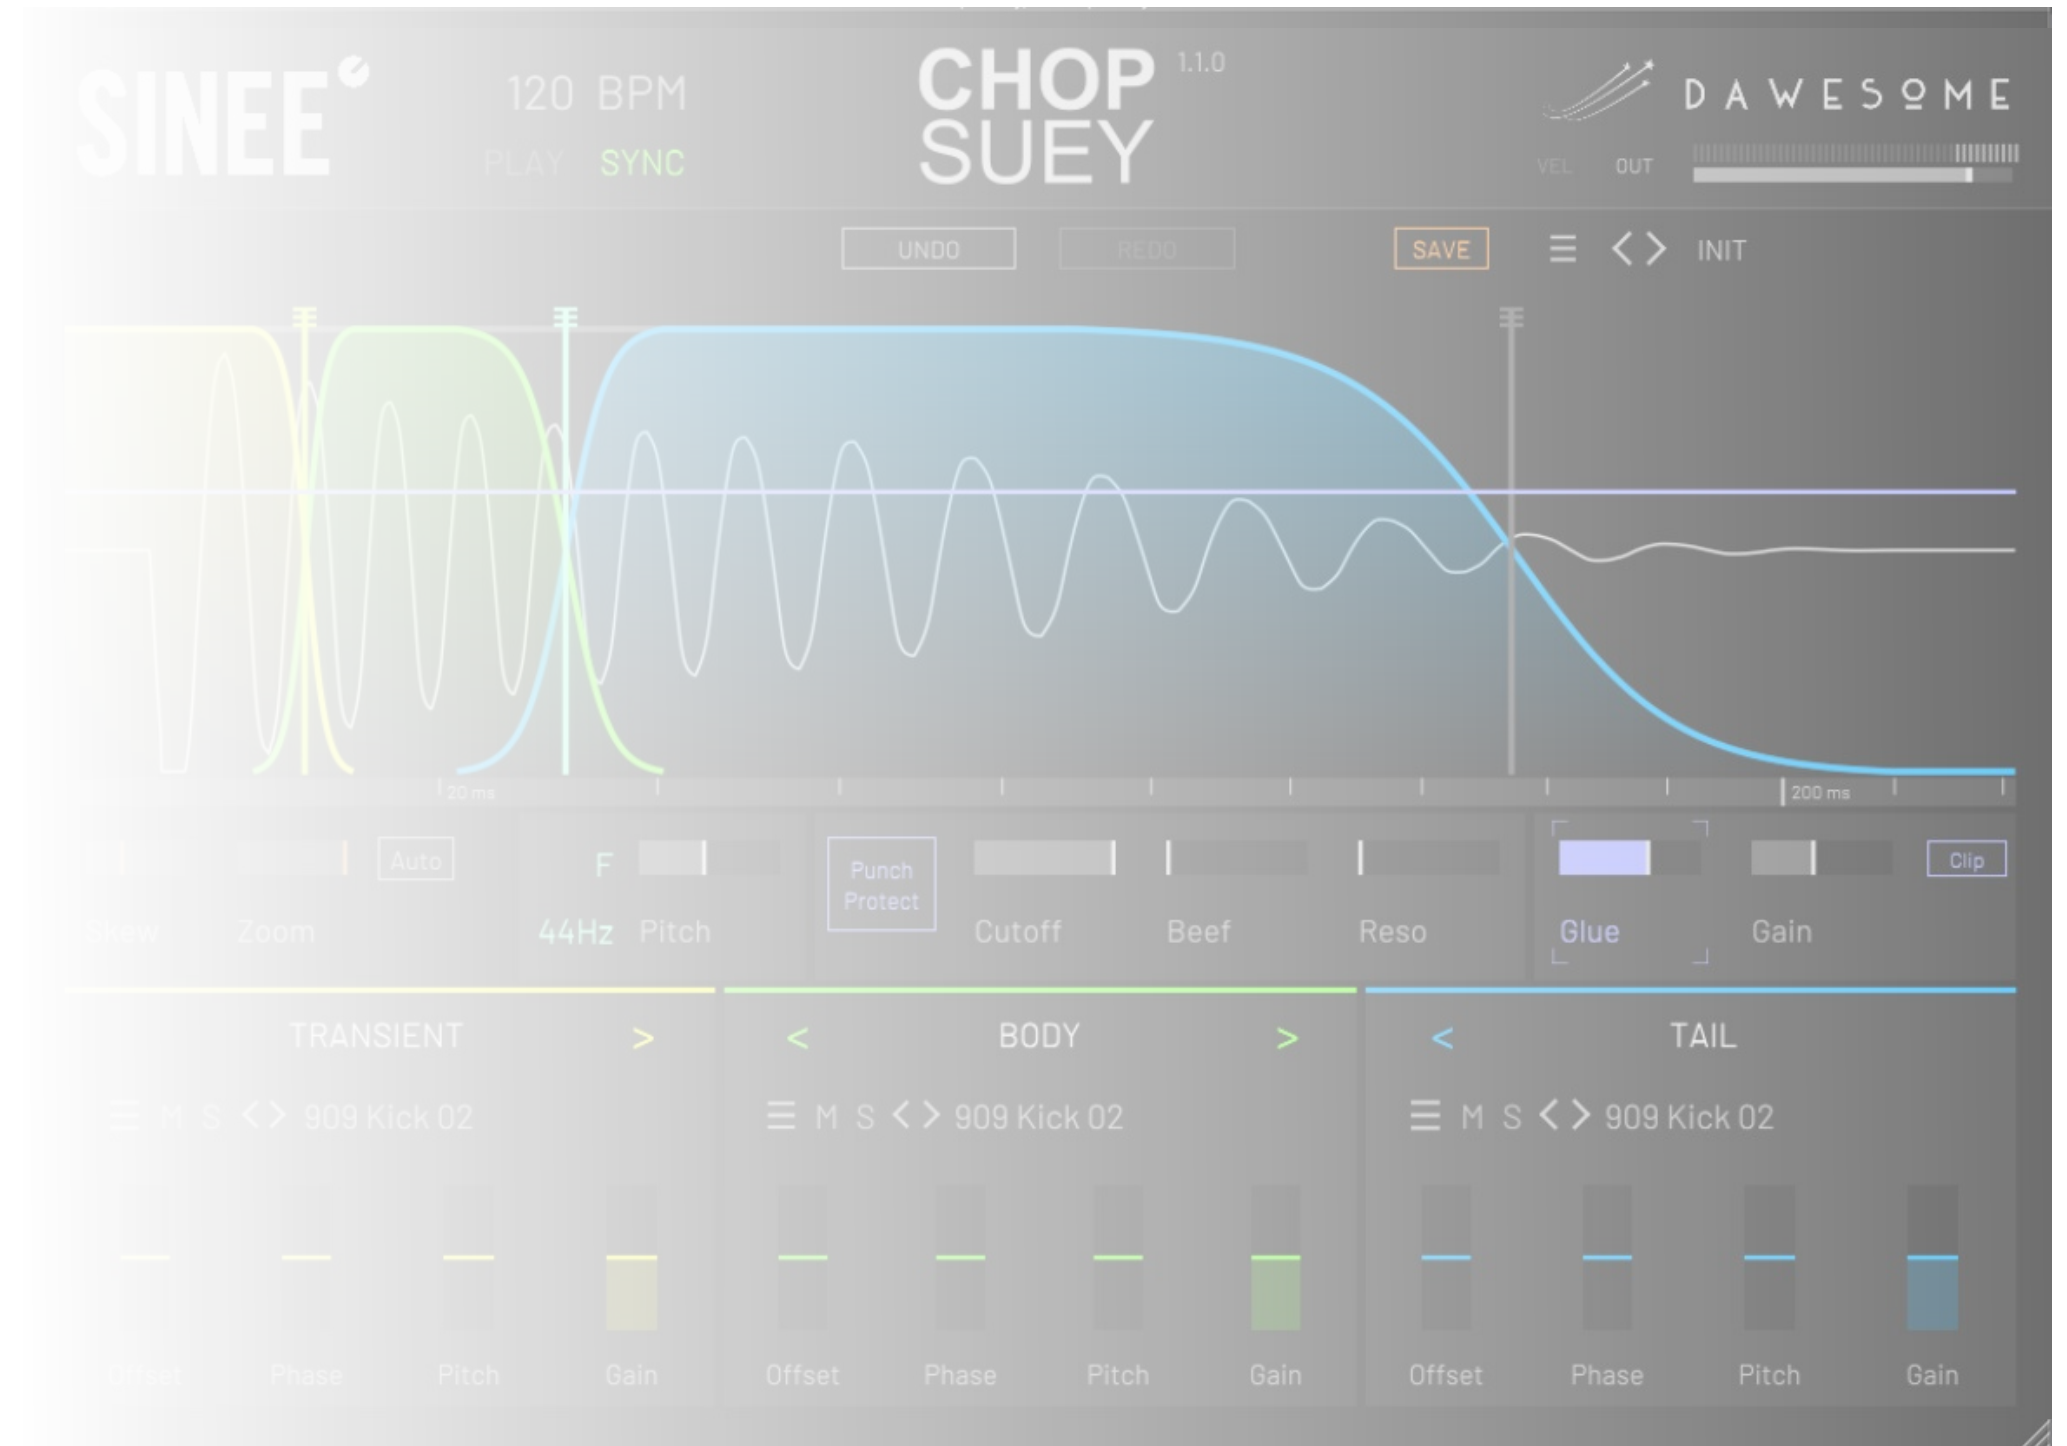 SINEE
120 BPM
PLAY SYNC
CHOP
SUEY
1.1.0
DAWESOME
VEL OUT
UNDO REDO SAVE < > INIT
20 ms 200 ms
Auto
Skew Zoom
F
44Hz Pitch
Punch
Protect
Cutoff Beef Reso
Glue Gain
Clip
TRANSIENT >
< BODY >
< TAIL
M S < > 909 Kick 02
M S < > 909 Kick 02
M S < > 909 Kick 02
Offset Phase Pitch Gain
Offset Phase Pitch Gain
Offset Phase Pitch Gain